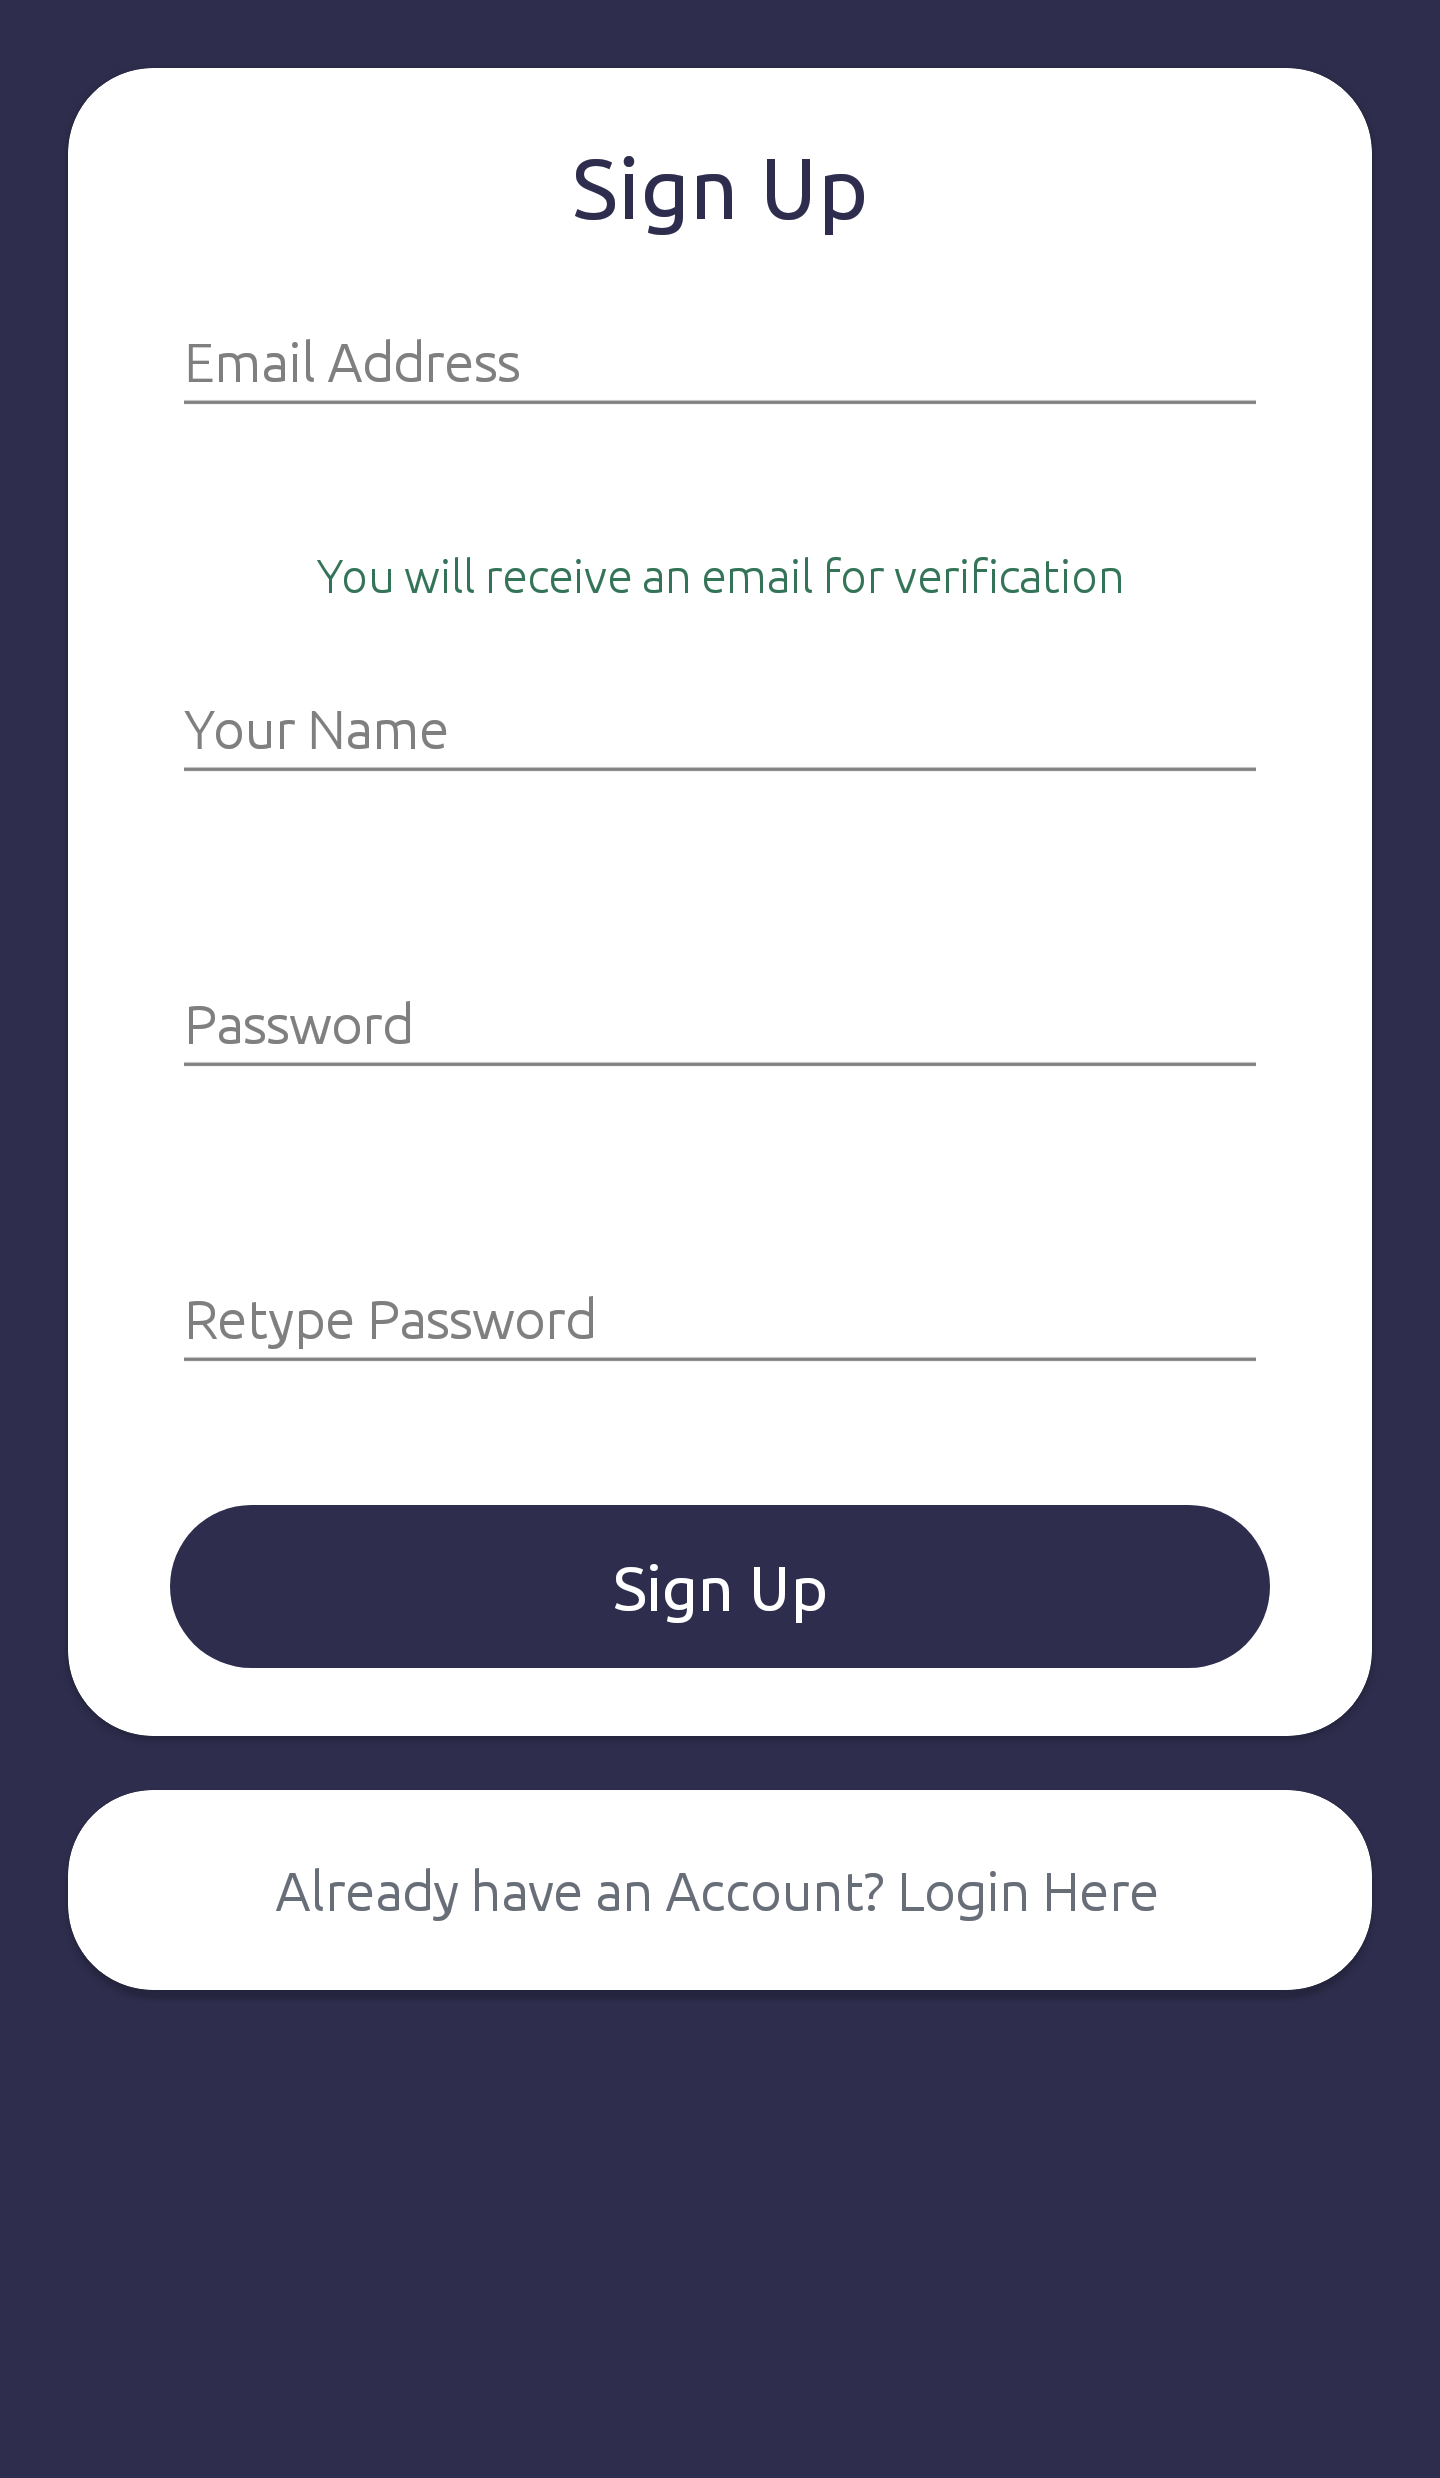 Sign Up
Email Address
You will receive an email for verification
Your Name
Password
Retype Password
Sign Up
Already have an Account? Login Here